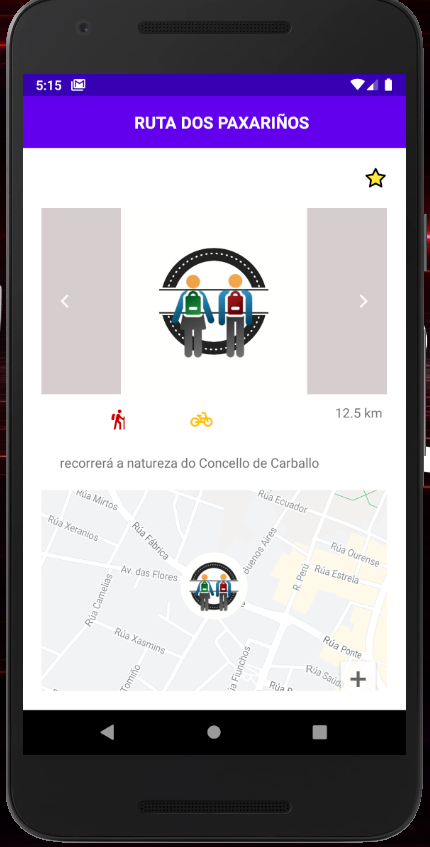 5:15
RUTA DOS PAXARIÑOS
12.5 km
recorrerá a natureza do Concello de Carballo
Rúa Mirtos
Rúa Ecuador
Rúa Xeranios
Rúa Fábrica
Buenos Aires
Rúa Ourense
Av. das Flores
R. Perú
Rúa Estrela
Rúa Camelias
Rúa Xasmins
Rúa Ponte
Rúa Saúde
Rúa Flunchos
+